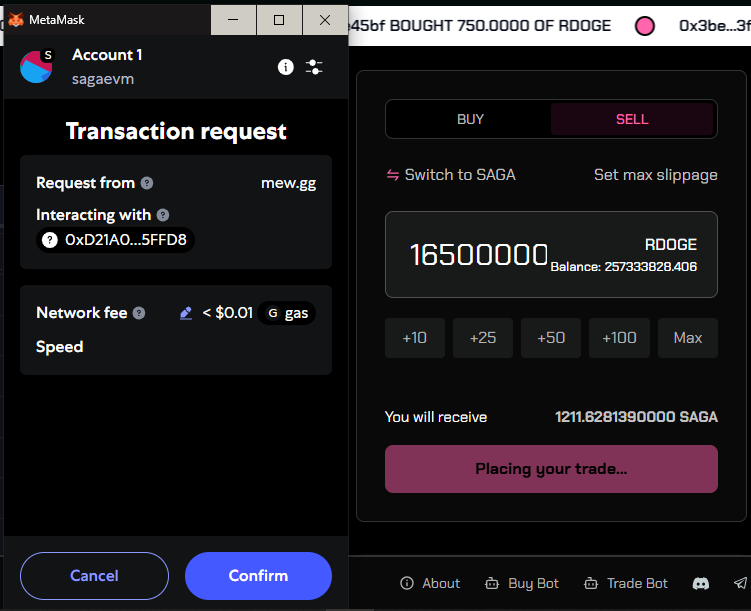 MetaMask
Account 1
S
sagaevm
Transaction request
Request from ?
mew.gg
Interacting with ?
? 0xD21A0...5FFD8
Network fee ?
< $0.01
G gas
Speed
Cancel
Confirm
e45bf BOUGHT 750.0000 OF RDOGE
0x3be...3f
BUY
SELL
⇋ Switch to SAGA
Set max slippage
16500000
RDOGE
Balance: 257333828.406
+10
+25
+50
+100
Max
You will receive
1211.6281390000 SAGA
Placing your trade...
About
Buy Bot
Trade Bot